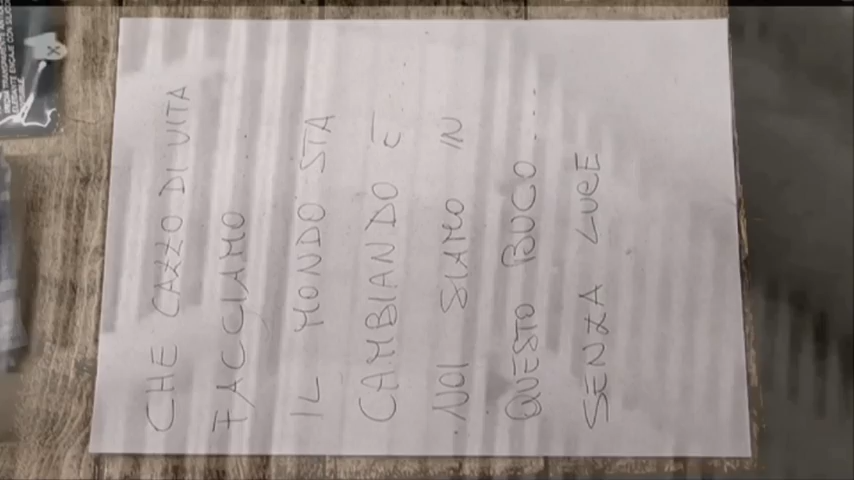 CHE CAZZO DI VITA
FACCIAMO..
IL MONDO STA
CAMBIANDO E...
.NOI SIAMO IN
QUESTO BUCO....
SENZA LUCE